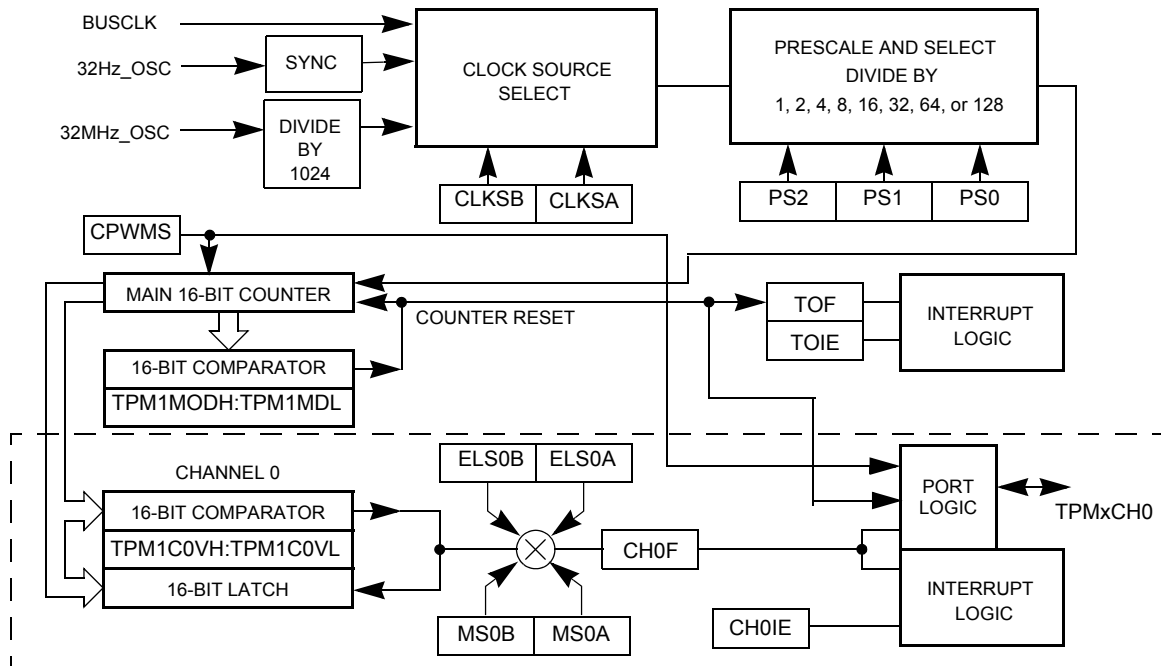 BUSCLK
32Hz_OSC
SYNC
32MHz_OSC
DIVIDE
BY
1024
CLOCK SOURCE
SELECT
PRESCALE AND SELECT
DIVIDE BY
1, 2, 4, 8, 16, 32, 64, or 128
CLKSB CLKSA
PS2 PS1 PS0
CPWMS
MAIN 16-BIT COUNTER
COUNTER RESET
16-BIT COMPARATOR
TPM1MODH:TPM1MDL
TOF
TOIE
INTERRUPT
LOGIC
CHANNEL 0
ELS0B ELS0A
16-BIT COMPARATOR
TPM1C0VH:TPM1C0VL
16-BIT LATCH
CH0F
MS0B MS0A
PORT
LOGIC
TPMxCH0
CH0IE
INTERRUPT
LOGIC